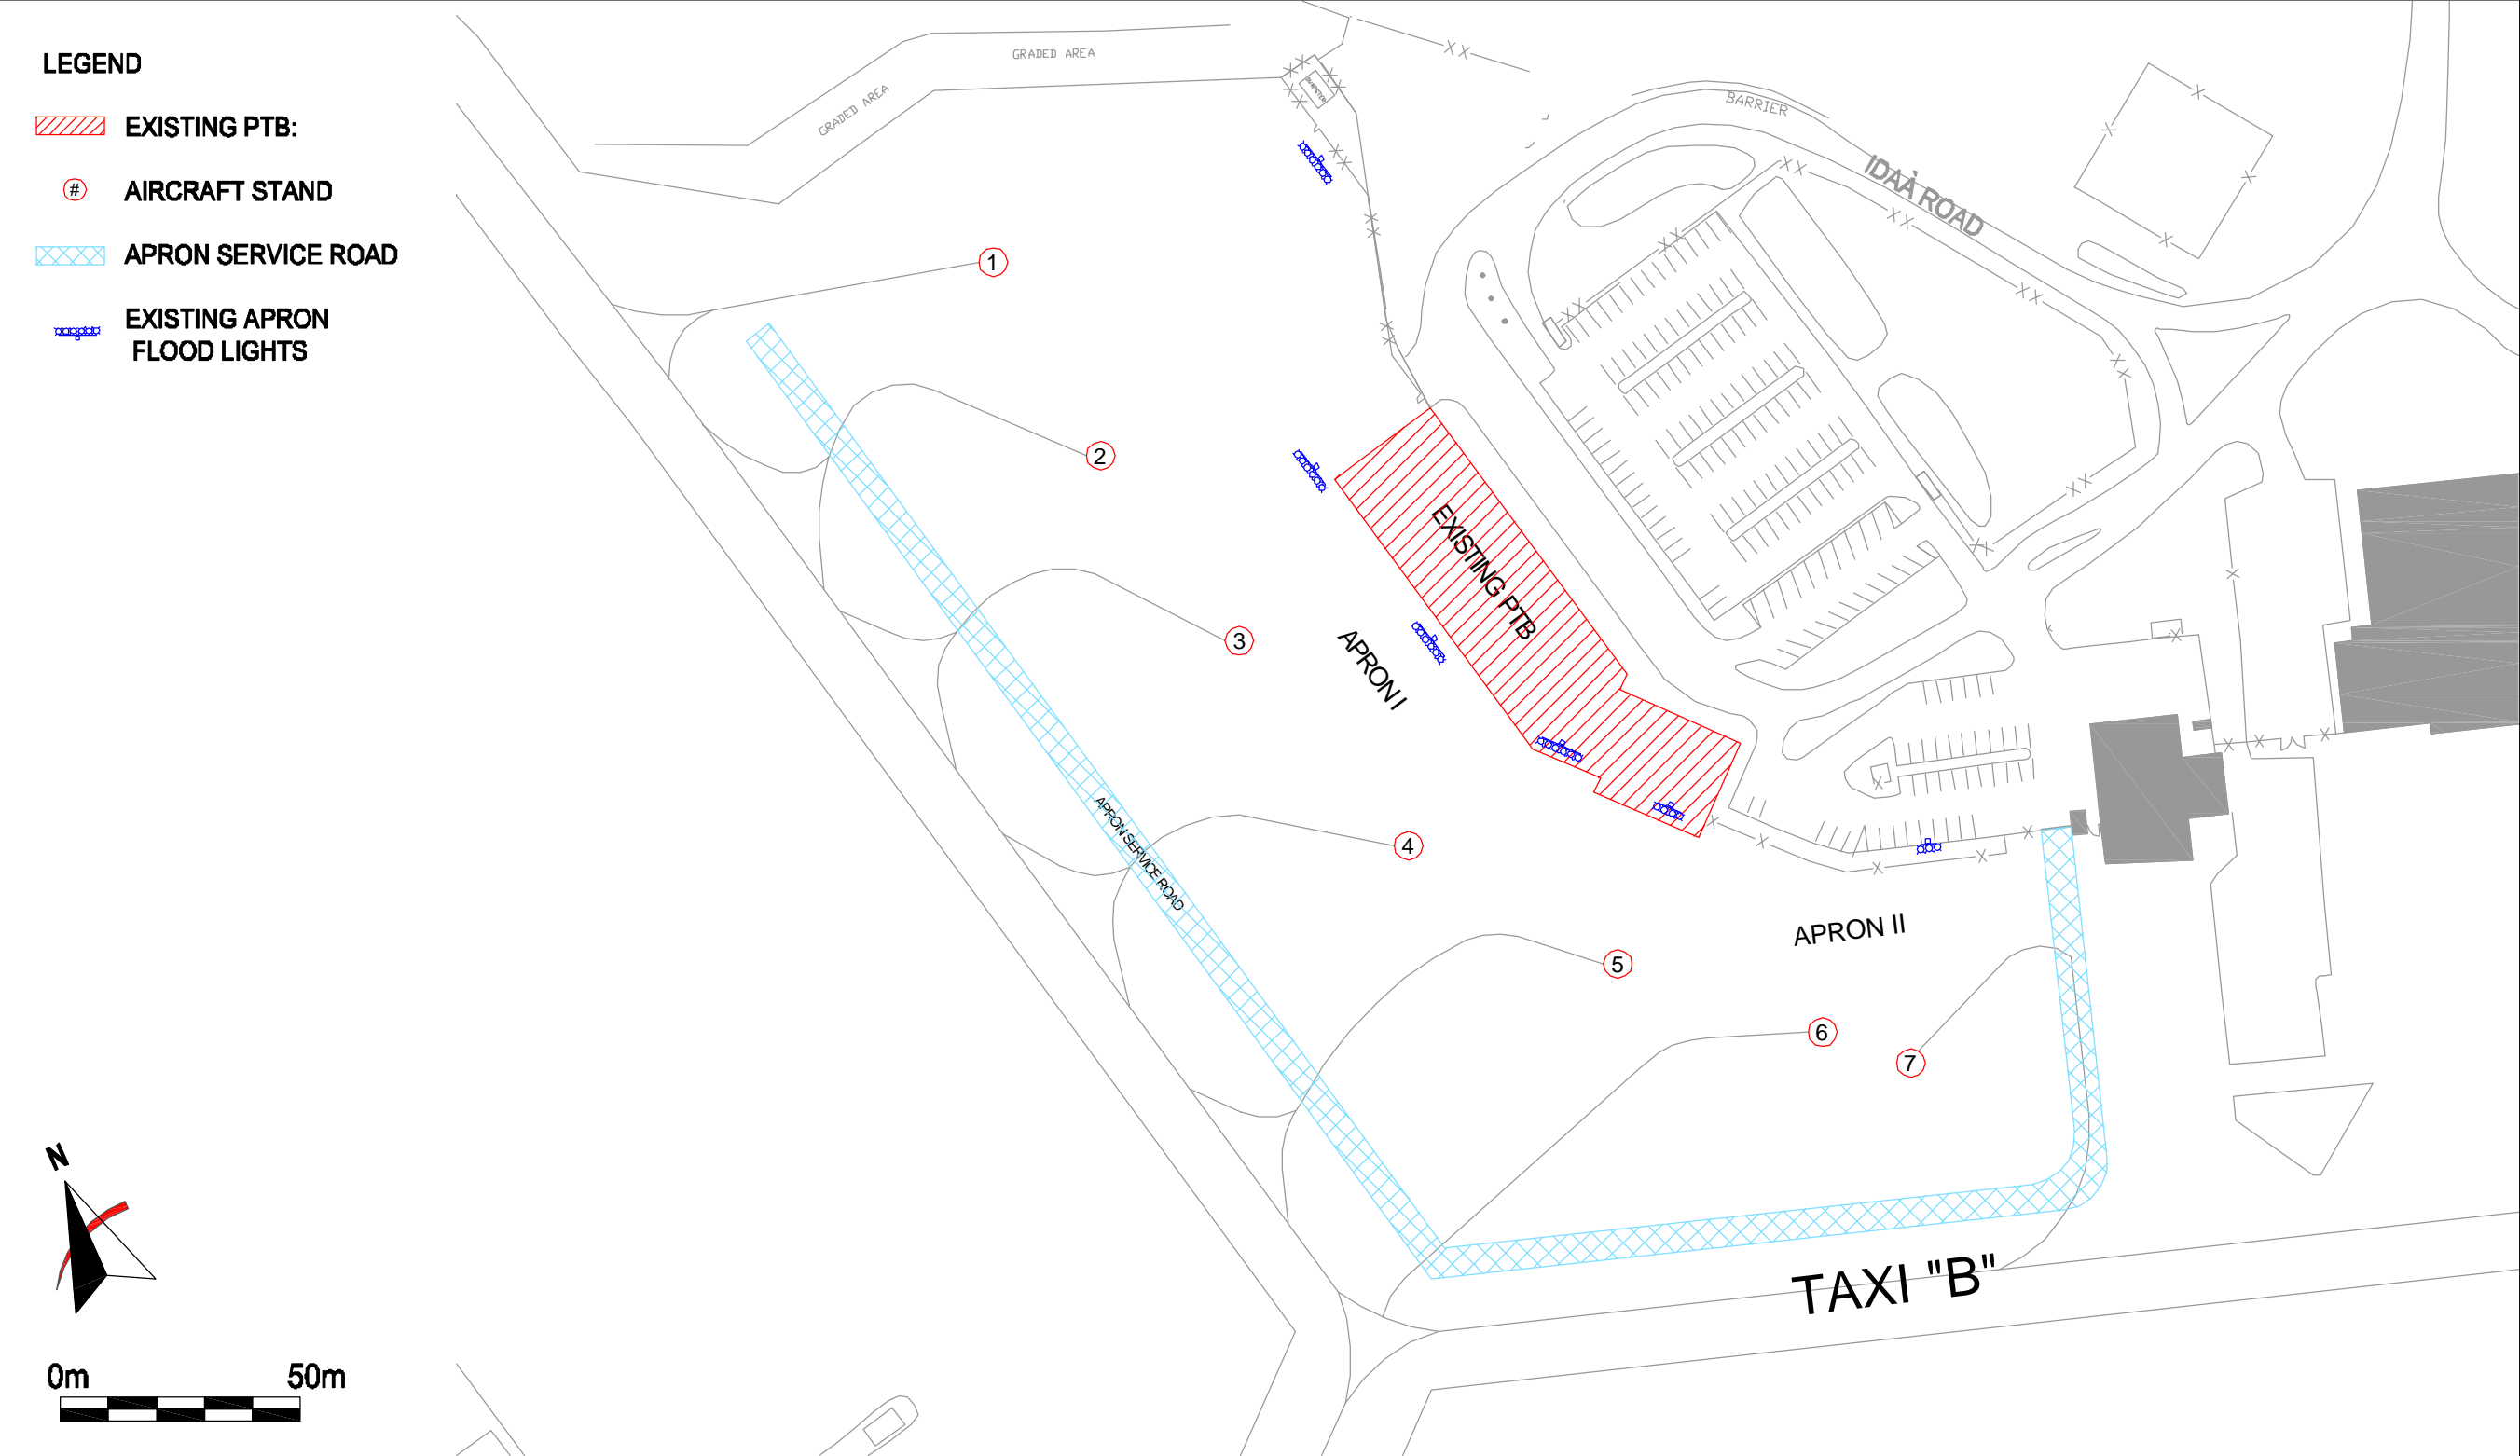 LEGEND
EXISTING PTB:
# AIRCRAFT STAND
APRON SERVICE ROAD
EXISTING APRON
FLOOD LIGHTS
GRADED AREA
GRADED AREA
BARRIER
IDAÀ ROAD
1
2
3
4
5
6
7
EXISTING PTB
APRON I
APRON SERVICE ROAD
APRON II
TAXI "B"
N
0m 50m